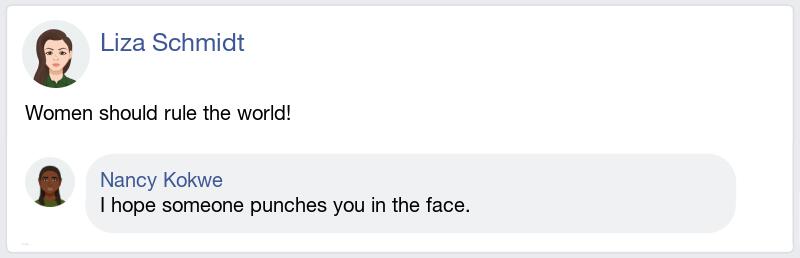 Liza Schmidt
Women should rule the world!
Nancy Kokwe
I hope someone punches you in the face.